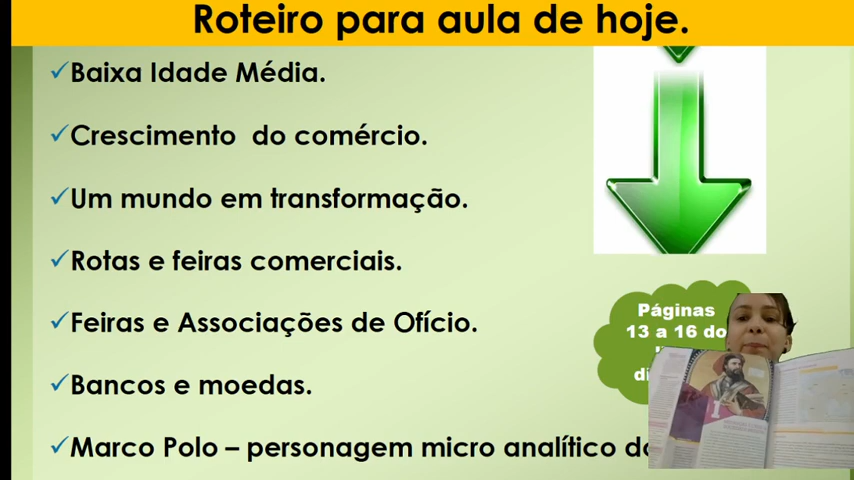 Roteiro para aula de hoje.
Baixa Idade Média.
Crescimento do comércio.
Um mundo em transformação.
Rotas e feiras comerciais.
Feiras e Associações de Ofício.
Bancos e moedas.
Marco Polo – personagem micro analítico
Páginas
13 a 16 do